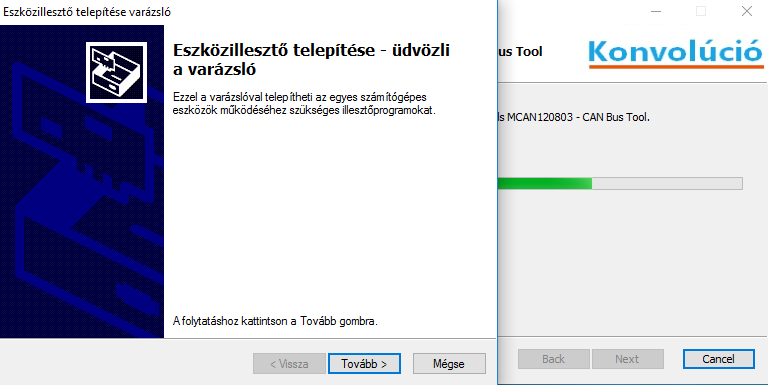 Eszközillesztő telepítése varázsló
Eszközillesztő telepítése - üdvözli
a varázsló
Ezzel a varázslóval telepítheti az egyes számítógépes
eszközök működéséhez szükséges illesztőprogramokat.
A folytatáshoz kattintson a Tovább gombra.
< Vissza
Tovább >
Mégse
us Tool
Konvolúció
ls MCAN120803 - CAN Bus Tool.
Back
Next
Cancel